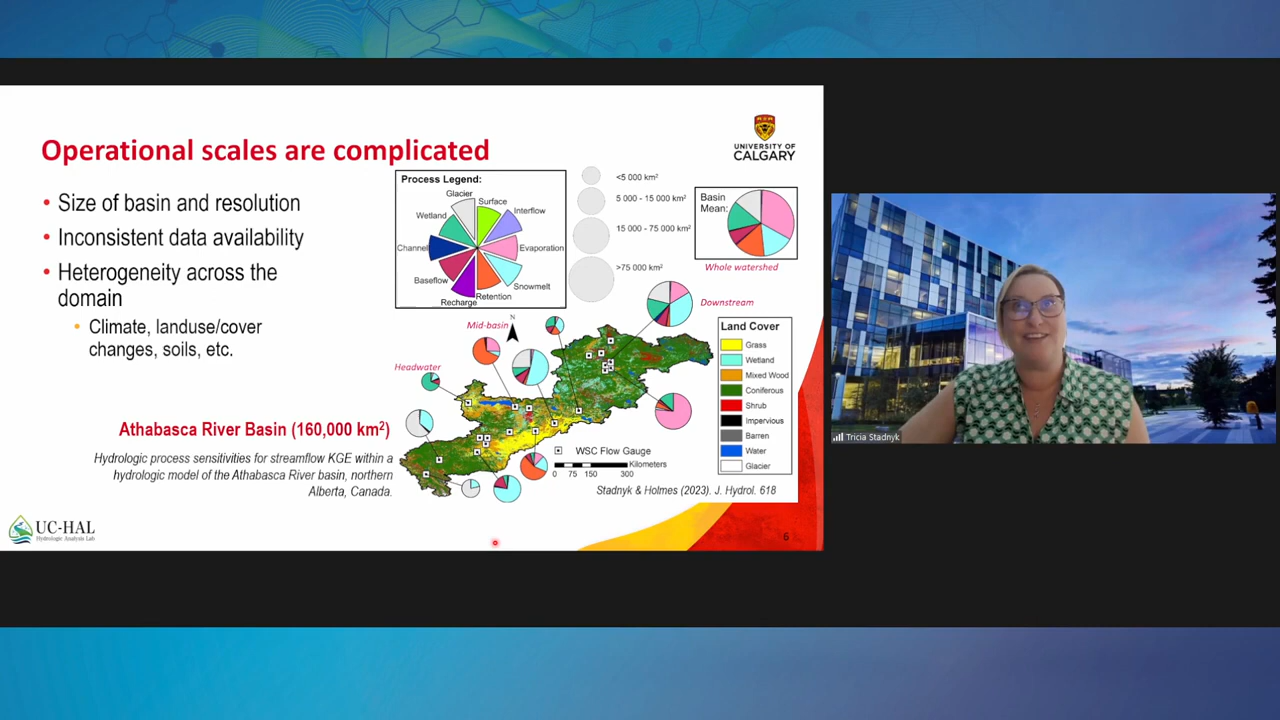 Operational scales are complicated
UNIVERSITY OF
CALGARY
• Size of basin and resolution
• Inconsistent data availability
• Heterogeneity across the
domain
• Climate, landuse/cover
changes, soils, etc.
Athabasca River Basin (160,000 km²)
Hydrologic process sensitivities for streamflow KGE within a
hydrologic model of the Athabasca River basin, northern
Alberta, Canada.
Process Legend:
Glacier
Surface
Interflow
Evaporation
Snowmelt
Retention
Recharge
Baseflow
Channel
Wetland
<5 000 km²
5 000 - 15 000 km²
15 000 - 75 000 km²
>75 000 km²
Basin
Mean:
Whole watershed
Downstream
Mid-basin
Headwater
N
Land Cover
Grass
Wetland
Mixed Wood
Coniferous
Shrub
Impervious
Barren
Water
Glacier
WSC Flow Gauge
Kilometers
0 75 150 300
Stadnyk & Holmes (2023). J. Hydrol. 618
UC-HAL
Hydrologic Analysis Lab
6
Tricia Stadnyk